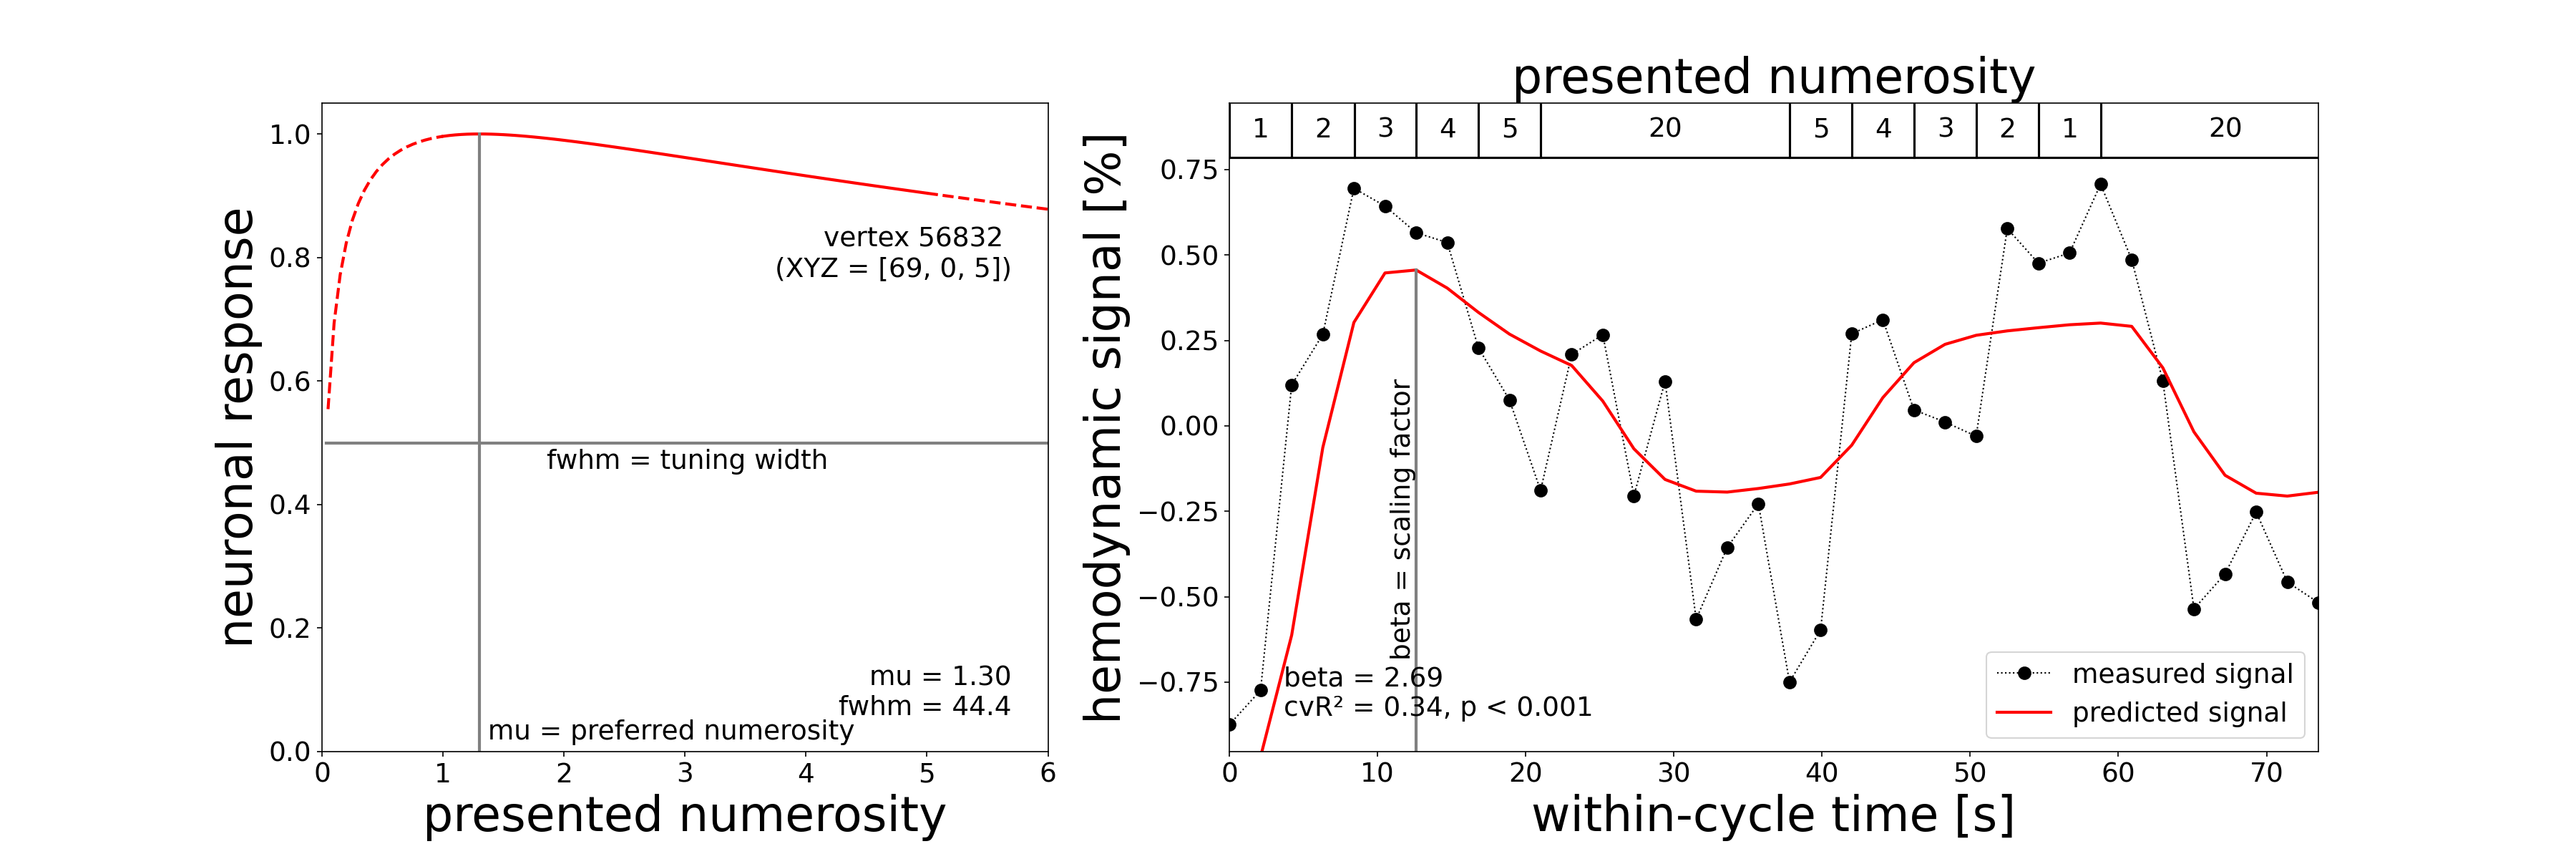 neuronal response
1.0
0.8
0.6
0.4
0.2
0.0
vertex 56832
(XYZ = [69, 0, 5])
fwhm = tuning width
mu = 1.30
fwhm = 44.4
mu = preferred numerosity
0 1 2 3 4 5 6
presented numerosity
presented numerosity
1 2 3 4 5 20 5 4 3 2 1 20
hemodynamic signal [%]
0.75
0.50
0.25
0.00
−0.25
−0.50
−0.75
beta = scaling factor
beta = 2.69
cvR² = 0.34, p < 0.001
measured signal
predicted signal
0 10 20 30 40 50 60 70
within-cycle time [s]